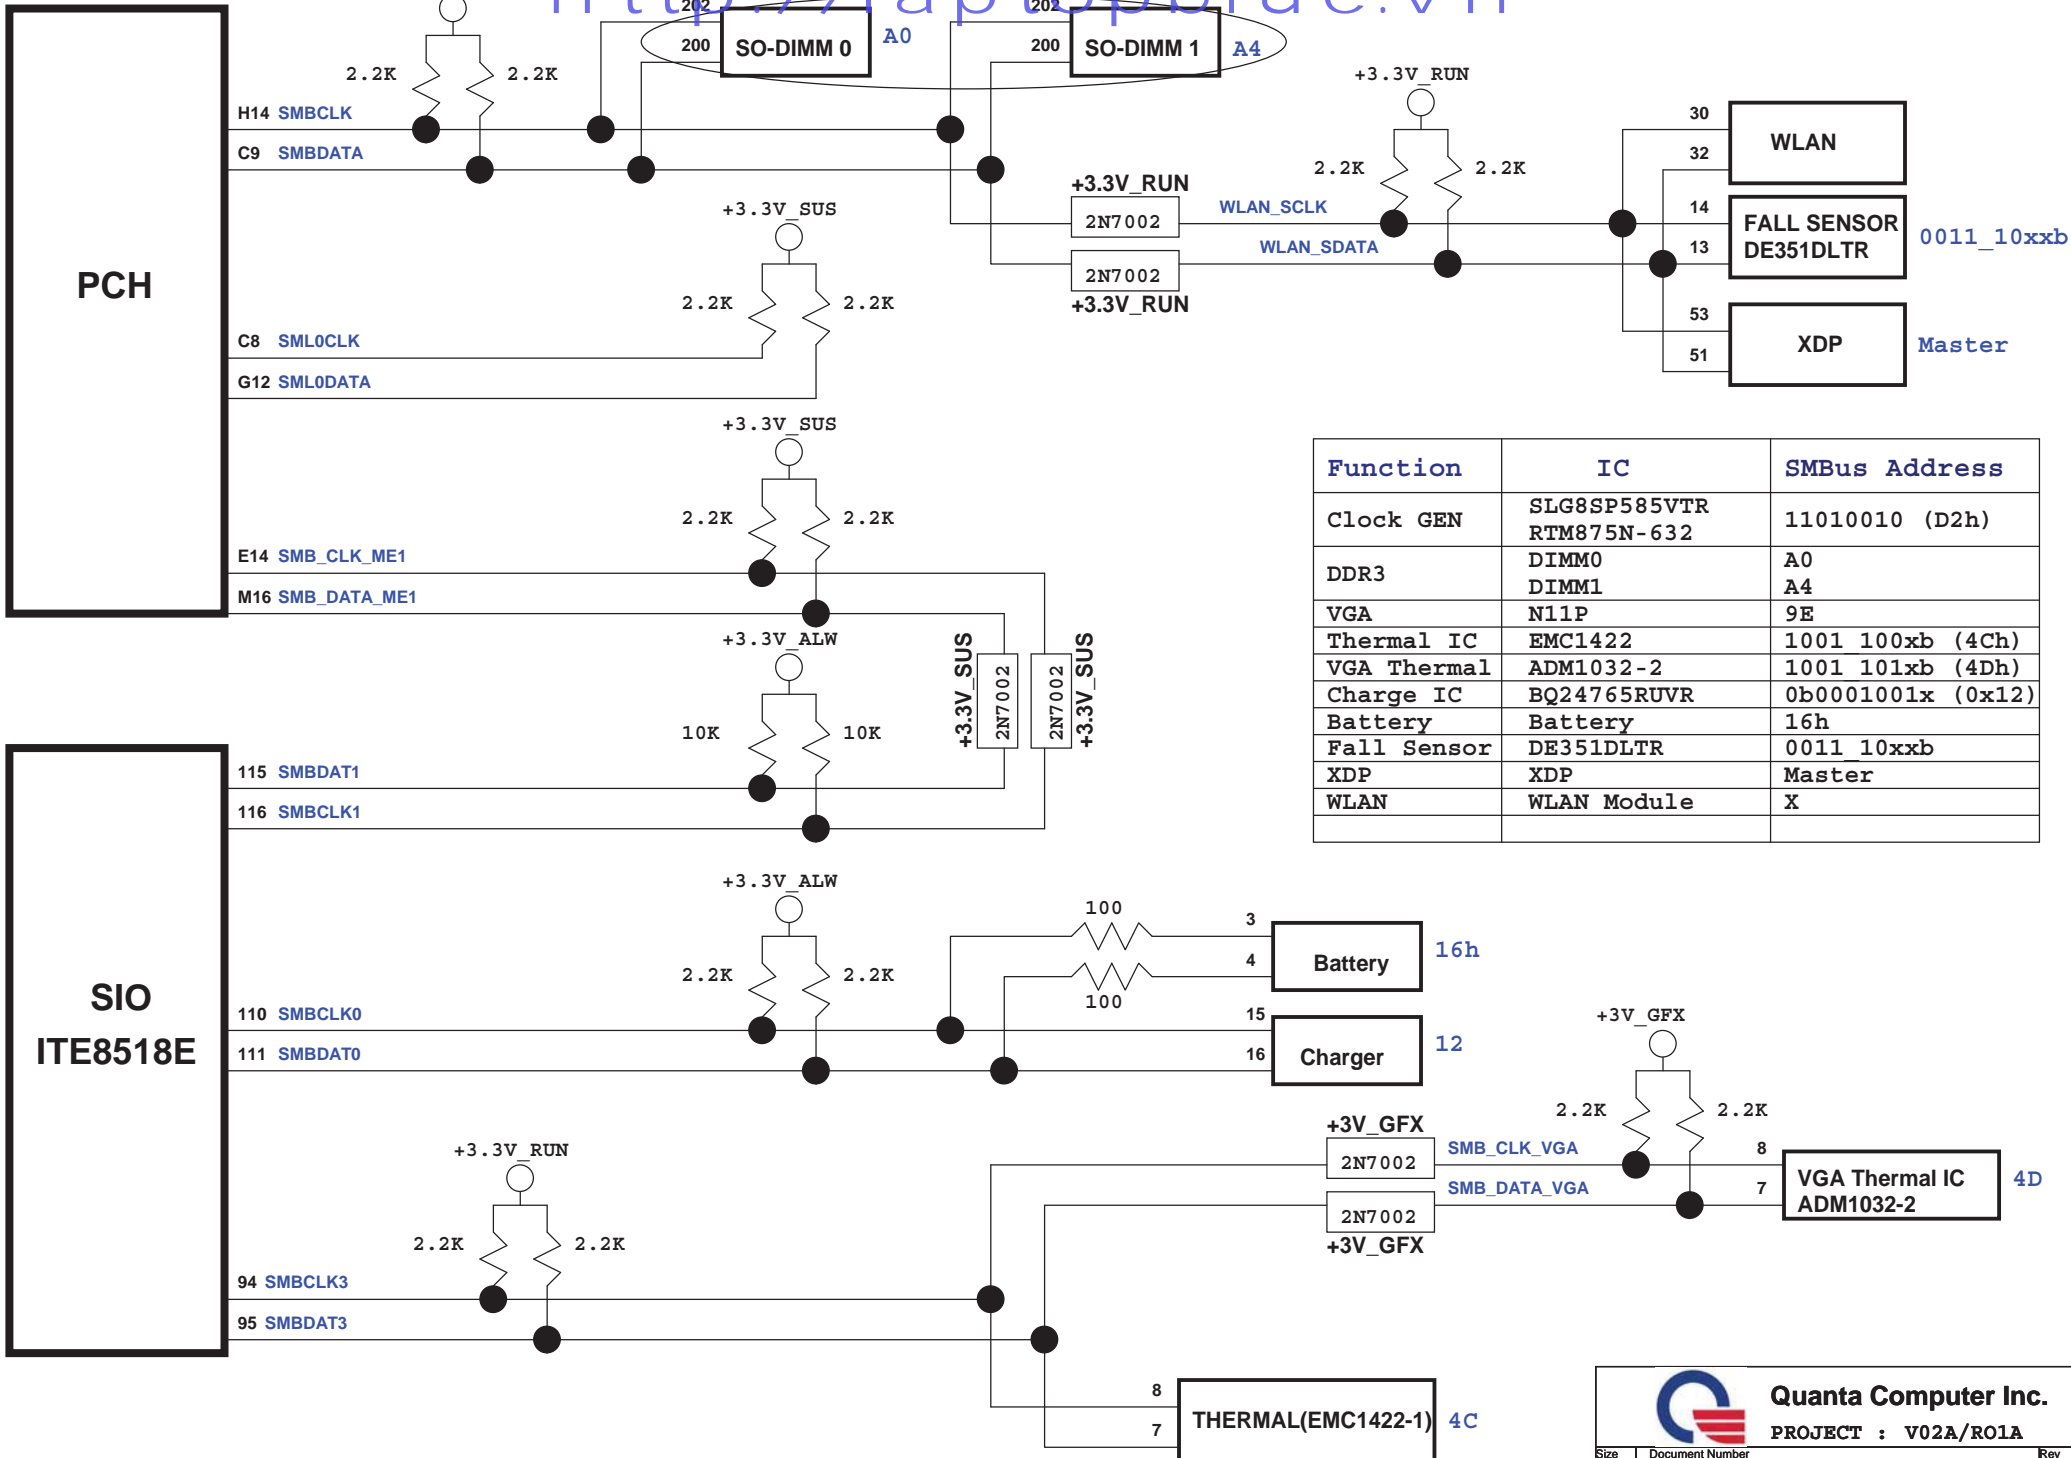 http://laptopblue.vn
202
200
SO-DIMM 0
A0
202
200
SO-DIMM 1
A4
2.2K
2.2K
H14 SMBCLK
C9 SMBDATA
+3.3V_RUN
2.2K
2.2K
30
32
WLAN
+3.3V_RUN
2N7002
WLAN_SCLK
WLAN_SDATA
2N7002
+3.3V_RUN
14
13
FALL SENSOR
DE351DLTR
0011_10xxb
53
51
XDP
Master
PCH
+3.3V_SUS
2.2K
2.2K
C8 SML0CLK
G12 SML0DATA
+3.3V_SUS
2.2K
2.2K
E14 SMB_CLK_ME1
M16 SMB_DATA_ME1
+3.3V_ALW
10K
10K
+3.3V_SUS
2N7002
2N7002
+3.3V_SUS
115 SMBDAT1
116 SMBCLK1
Function IC SMBus Address
Clock GEN SLG8SP585VTR 11010010 (D2h)
RTM875N-632
DDR3 DIMM0 A0
DIMM1 A4
VGA N11P 9E
Thermal IC EMC1422 1001_100xb (4Ch)
VGA Thermal ADM1032-2 1001_101xb (4Dh)
Charge IC BQ24765RUVR 0b0001001x (0x12)
Battery Battery 16h
Fall Sensor DE351DLTR 0011_10xxb
XDP XDP Master
WLAN WLAN Module X
SIO
ITE8518E
+3.3V_ALW
2.2K
2.2K
110 SMBCLK0
111 SMBDAT0
100
100
3
4
Battery
16h
15
16
Charger
12
+3V_GFX
2.2K
2.2K
+3V_GFX
2N7002
SMB_CLK_VGA
SMB_DATA_VGA
2N7002
+3V_GFX
8
7
VGA Thermal IC
ADM1032-2
4D
+3.3V_RUN
2.2K
2.2K
94 SMBCLK3
95 SMBDAT3
8
7
THERMAL(EMC1422-1)
4C
Quanta Computer Inc.
PROJECT : V02A/RO1A
Size Document Number Rev